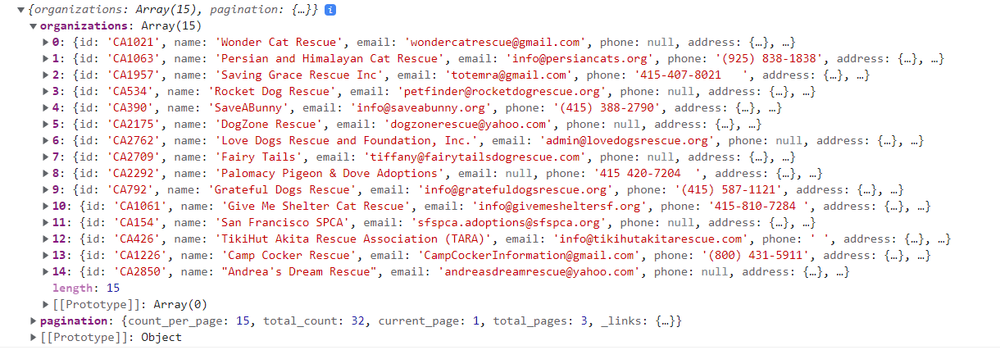 ▼{organizations: Array(15), pagination: {…}} i
▼organizations: Array(15)
▶0: {id: 'CA1021', name: 'Wonder Cat Rescue', email: 'wondercatrescue@gmail.com', phone: null, address: {…}, …}
▶1: {id: 'CA1063', name: 'Persian and Himalayan Cat Rescue', email: 'info@persiancats.org', phone: '(925) 838-1838', address: {…}, …}
▶2: {id: 'CA1957', name: 'Saving Grace Rescue Inc', email: 'totemra@gmail.com', phone: '415-407-8021   ', address: {…}, …}
▶3: {id: 'CA534', name: 'Rocket Dog Rescue', email: 'petfinder@rocketdogrescue.org', phone: null, address: {…}, …}
▶4: {id: 'CA390', name: 'SaveABunny', email: 'info@saveabunny.org', phone: '(415) 388-2790', address: {…}, …}
▶5: {id: 'CA2175', name: 'DogZone Rescue', email: 'dogzonerescue@yahoo.com', phone: null, address: {…}, …}
▶6: {id: 'CA2762', name: 'Love Dogs Rescue and Foundation, Inc.', email: 'admin@lovedogsrescue.org', phone: null, address: {…}, …}
▶7: {id: 'CA2709', name: 'Fairy Tails', email: 'tiffany@fairytailsdogrescue.com', phone: null, address: {…}, …}
▶8: {id: 'CA2292', name: 'Palomacy Pigeon & Dove Adoptions', email: null, phone: '415 420-7204  ', address: {…}, …}
▶9: {id: 'CA792', name: 'Grateful Dogs Rescue', email: 'info@gratefuldogsrescue.org', phone: '(415) 587-1121', address: {…}, …}
▶10: {id: 'CA1061', name: 'Give Me Shelter Cat Rescue', email: 'info@givemesheltersf.org', phone: '415-810-7284 ', address: {…}, …}
▶11: {id: 'CA154', name: 'San Francisco SPCA', email: 'sfspca.adoptions@sfspca.org', phone: null, address: {…}, …}
▶12: {id: 'CA426', name: 'TikiHut Akita Rescue Association (TARA)', email: 'info@tikihutakitarescue.com', phone: ' ', address: {…}, …}
▶13: {id: 'CA1226', name: 'Camp Cocker Rescue', email: 'CampCockerInformation@gmail.com', phone: '(800) 431-5911', address: {…}, …}
▶14: {id: 'CA2850', name: "Andrea's Dream Rescue", email: 'andreasdreamrescue@yahoo.com', phone: null, address: {…}, …}
length: 15
▶[[Prototype]]: Array(0)
▶pagination: {count_per_page: 15, total_count: 32, current_page: 1, total_pages: 3, _links: {…}}
▶[[Prototype]]: Object